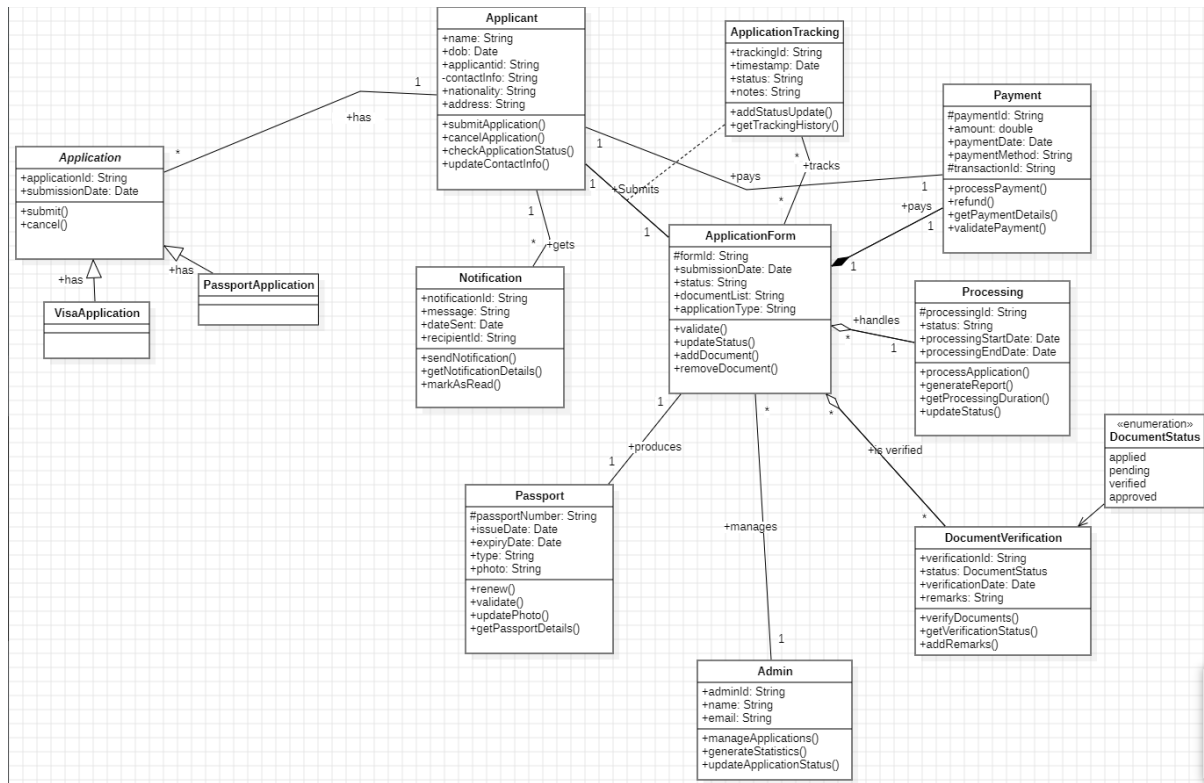 Applicant
+name: String
+dob: Date
+applicantid: String
-contactInfo: String
+nationality: String
+address: String
+submitApplication()
+cancelApplication()
+checkApplicationStatus()
+updateContactInfo()
ApplicationTracking
+trackingId: String
+timestamp: Date
+status: String
+notes: String
+addStatusUpdate()
+getTrackingHistory()
Payment
#paymentId: String
+amount: double
+paymentDate: Date
+paymentMethod: String
#transactionId: String
+processPayment()
+refund()
+getPaymentDetails()
+validatePayment()
1
+has
*
Application
+applicationId: String
+submissionDate: Date
+submit()
+cancel()
+has
+has
VisaApplication
PassportApplication
1
+pays
1
*
+tracks
*
1
+Submits
1
1
+gets
*
+pays
1
1
Notification
+notificationId: String
+message: String
+dateSent: Date
+recipientId: String
+sendNotification()
+getNotificationDetails()
+markAsRead()
ApplicationForm
#formId: String
+submissionDate: Date
+status: String
+documentList: String
+applicationType: String
+validate()
+updateStatus()
+addDocument()
+removeDocument()
+handles
*
1
Processing
#processingId: String
+status: String
+processingStartDate: Date
+processingEndDate: Date
+processApplication()
+generateReport()
+getProcessingDuration()
+updateStatus()
1
+produces
1
*
+manages
1
*
+is verified
*
«enumeration»
DocumentStatus
applied
pending
verified
approved
Passport
#passportNumber: String
+issueDate: Date
+expiryDate: Date
+type: String
+photo: String
+renew()
+validate()
+updatePhoto()
+getPassportDetails()
DocumentVerification
+verificationId: String
+status: DocumentStatus
+verificationDate: Date
+remarks: String
+verifyDocuments()
+getVerificationStatus()
+addRemarks()
Admin
+adminId: String
+name: String
+email: String
+manageApplications()
+generateStatistics()
+updateApplicationStatus()